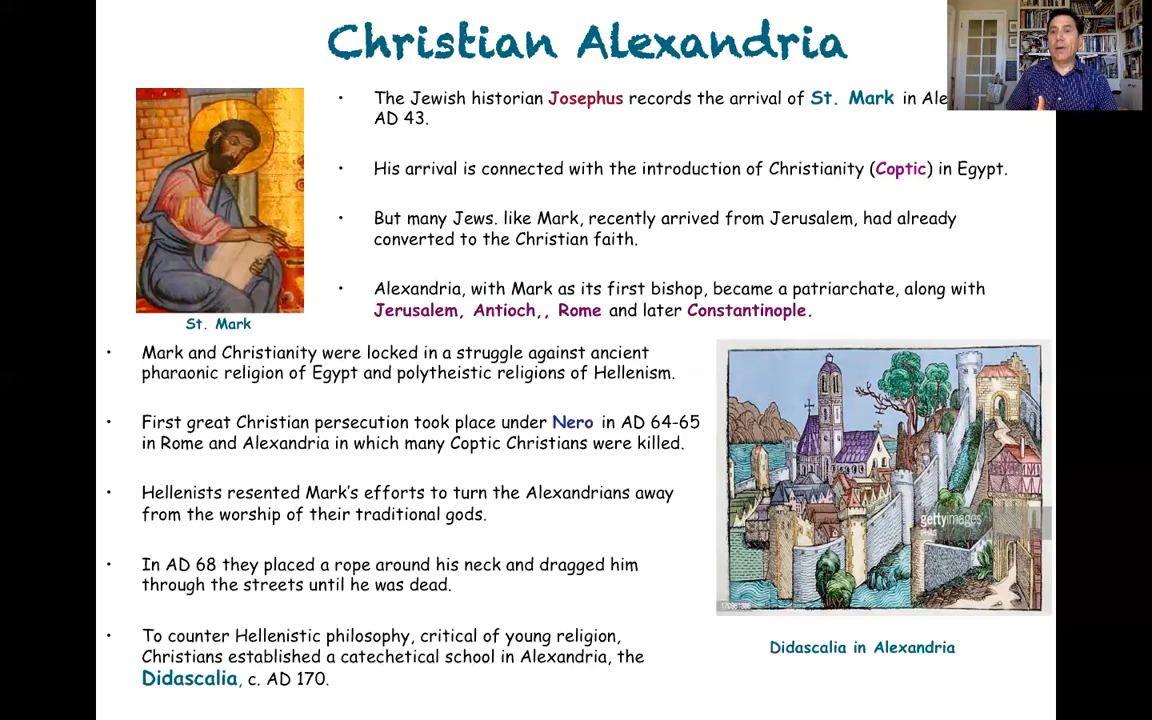 Christian Alexandria
• The Jewish historian Josephus records the arrival of St. Mark in Ale
AD 43.
• His arrival is connected with the introduction of Christianity (Coptic) in Egypt.
• But many Jews. like Mark, recently arrived from Jerusalem, had already
converted to the Christian faith.
• Alexandria, with Mark as its first bishop, became a patriarchate, along with
Jerusalem, Antioch,, Rome and later Constantinople.
St. Mark
• Mark and Christianity were locked in a struggle against ancient
pharaonic religion of Egypt and polytheistic religions of Hellenism.
• First great Christian persecution took place under Nero in AD 64-65
in Rome and Alexandria in which many Coptic Christians were killed.
• Hellenists resented Mark's efforts to turn the Alexandrians away
from the worship of their traditional gods.
• In AD 68 they placed a rope around his neck and dragged him
through the streets until he was dead.
• To counter Hellenistic philosophy, critical of young religion,
Christians established a catechetical school in Alexandria, the
Didascalia, c. AD 170.
gettyimages
Didascalia in Alexandria